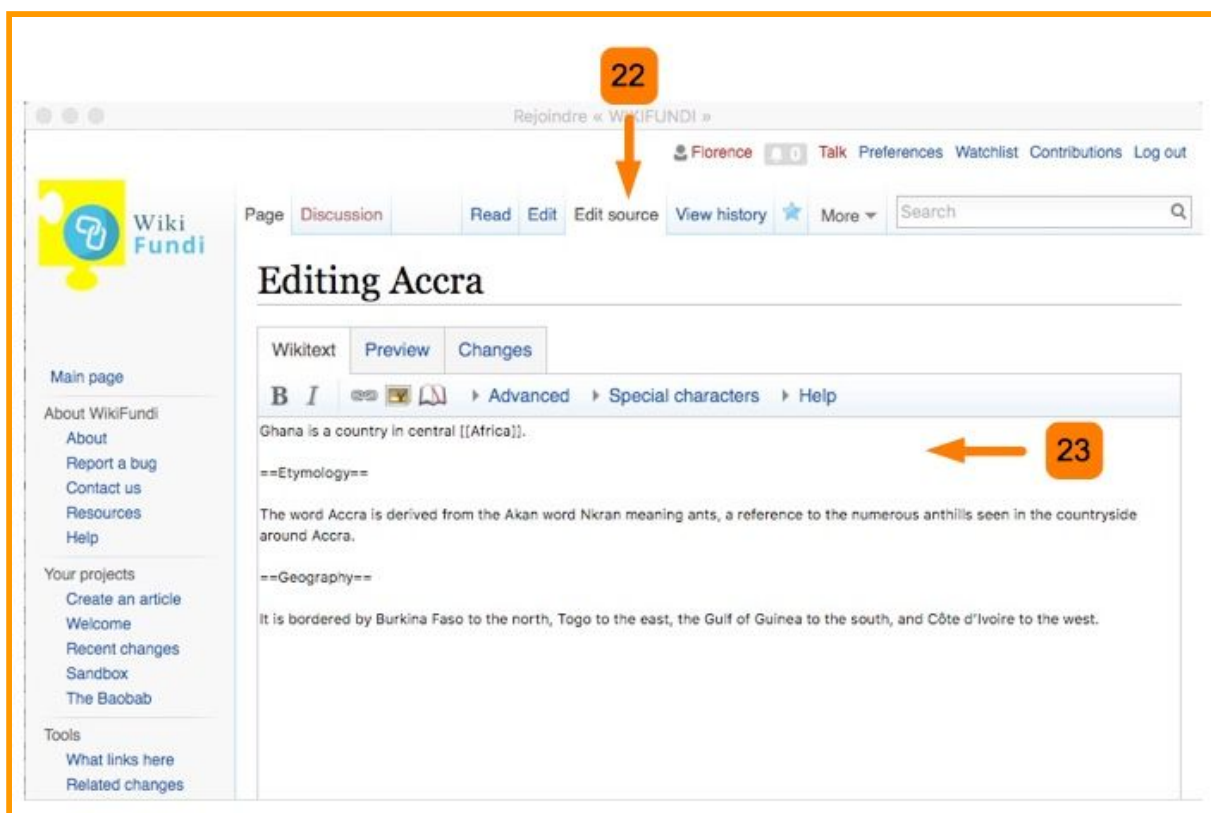 22
Rejoindre « WIKIFUNDI »
Florence 0 Talk Preferences Watchlist Contributions Log out
Wiki
Fundi
Page Discussion Read Edit Edit source View history More Search
Editing Accra
Wikitext Preview Changes
B I Advanced Special characters Help
Ghana is a country in central [[Africa]].
23
==Etymology==
The word Accra is derived from the Akan word Nkran meaning ants, a reference to the numerous anthills seen in the countryside
around Accra.
==Geography==
It is bordered by Burkina Faso to the north, Togo to the east, the Gulf of Guinea to the south, and Côte d'Ivoire to the west.
Main page
About WikiFundi
About
Report a bug
Contact us
Resources
Help
Your projects
Create an article
Welcome
Recent changes
Sandbox
The Baobab
Tools
What links here
Related changes